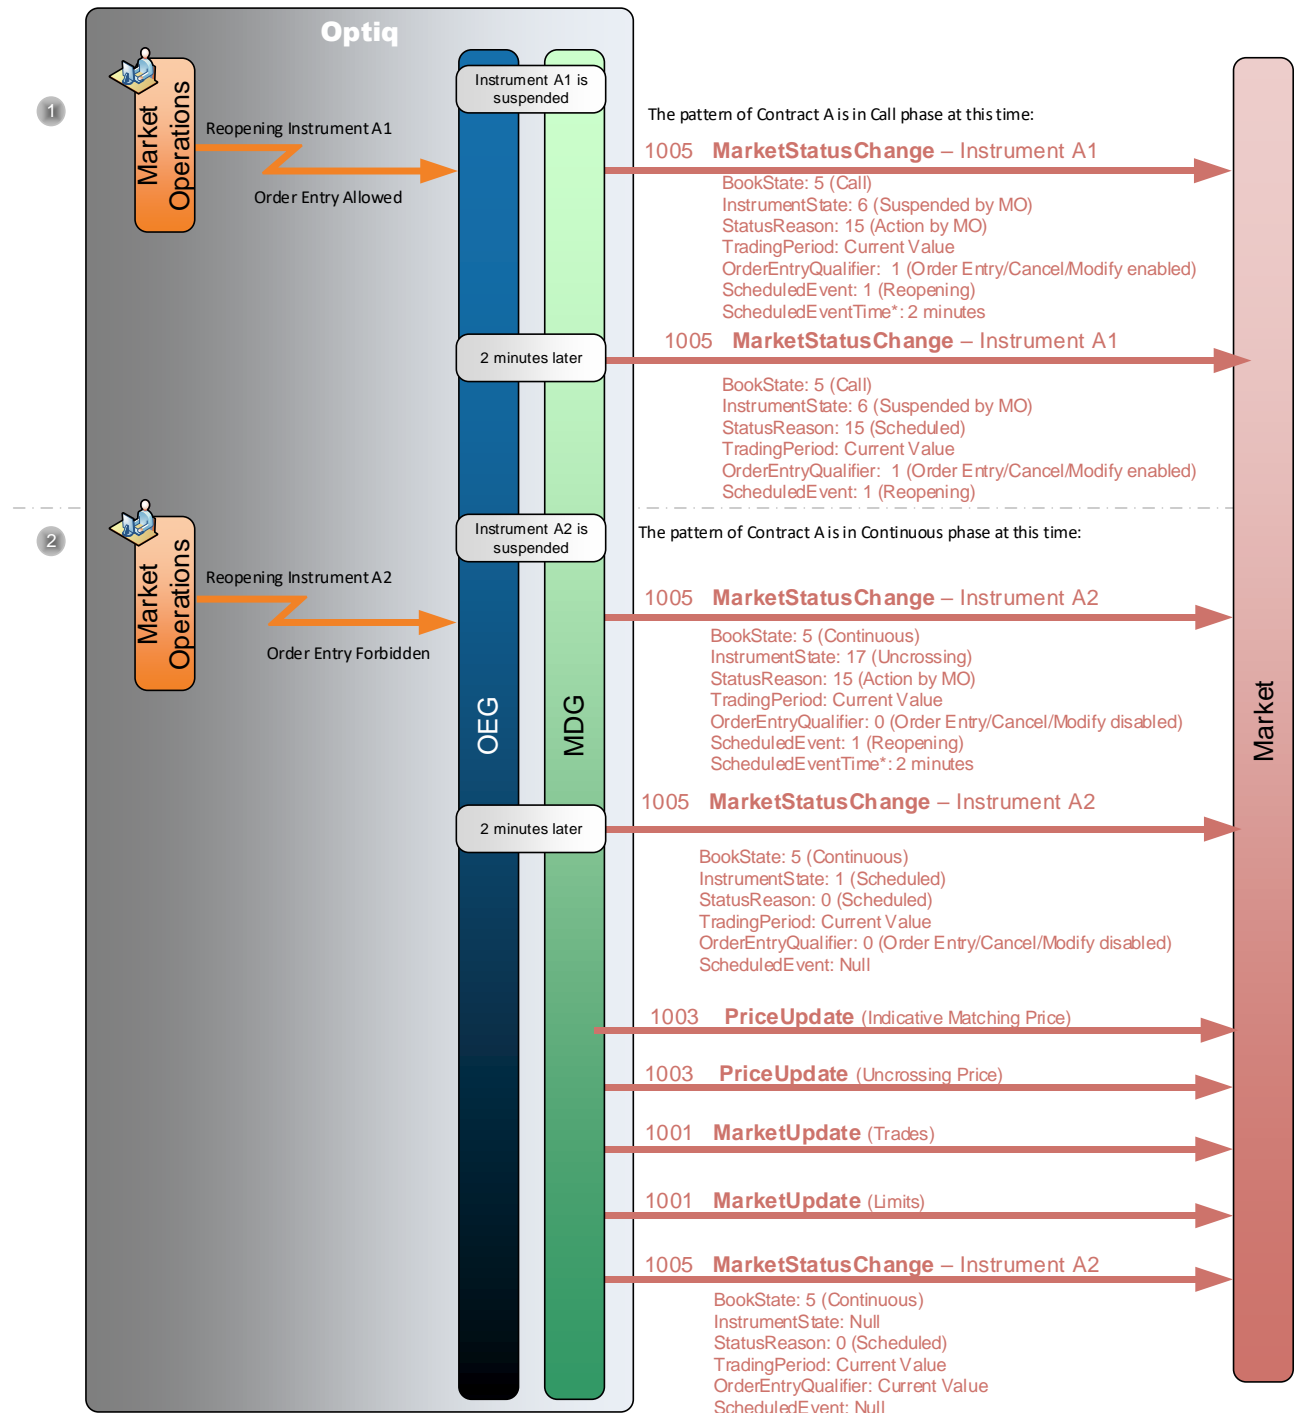 Optiq
Instrument A1 is
suspended
1
Market
Operations
Reopening Instrument A1
Order Entry Allowed
The pattern of Contract A is in Call phase at this time:
1005 MarketStatusChange – Instrument A1
BookState: 5 (Call)
InstrumentState: 6 (Suspended by MO)
StatusReason: 15 (Action by MO)
TradingPeriod: Current Value
OrderEntryQualifier: 1 (Order Entry/Cancel/Modify enabled)
ScheduledEvent: 1 (Reopening)
ScheduledEventTime*: 2 minutes
2 minutes later
1005 MarketStatusChange – Instrument A1
BookState: 5 (Call)
InstrumentState: 6 (Suspended by MO)
StatusReason: 15 (Scheduled)
TradingPeriod: Current Value
OrderEntryQualifier: 1 (Order Entry/Cancel/Modify enabled)
ScheduledEvent: 1 (Reopening)
2
Market
Operations
Instrument A2 is
suspended
Reopening Instrument A2
Order Entry Forbidden
The pattern of Contract A is in Continuous phase at this time:
1005 MarketStatusChange – Instrument A2
BookState: 5 (Continuous)
InstrumentState: 17 (Uncrossing)
StatusReason: 15 (Action by MO)
TradingPeriod: Current Value
OrderEntryQualifier: 0 (Order Entry/Cancel/Modify disabled)
ScheduledEvent: 1 (Reopening)
ScheduledEventTime*: 2 minutes
OEG
MDG
Market
2 minutes later
1005 MarketStatusChange – Instrument A2
BookState: 5 (Continuous)
InstrumentState: 1 (Scheduled)
StatusReason: 0 (Scheduled)
TradingPeriod: Current Value
OrderEntryQualifier: 0 (Order Entry/Cancel/Modify disabled)
ScheduledEvent: Null
1003 PriceUpdate (Indicative Matching Price)
1003 PriceUpdate (Uncrossing Price)
1001 MarketUpdate (Trades)
1001 MarketUpdate (Limits)
1005 MarketStatusChange – Instrument A2
BookState: 5 (Continuous)
InstrumentState: Null
StatusReason: 0 (Scheduled)
TradingPeriod: Current Value
OrderEntryQualifier: Current Value
ScheduledEvent: Null